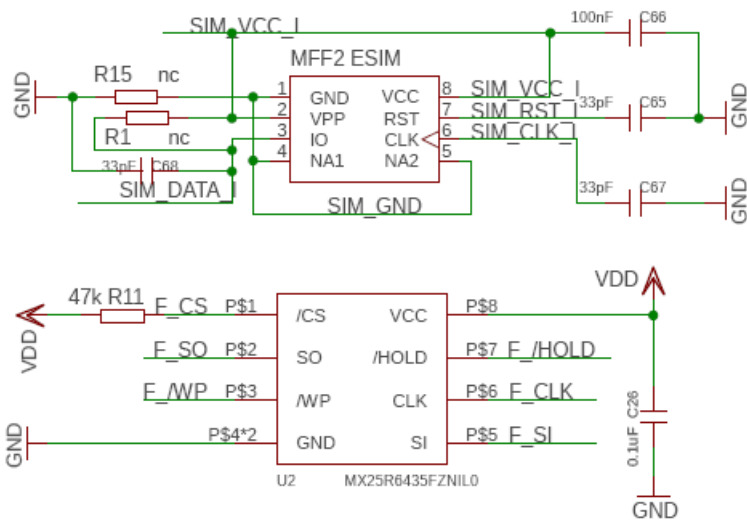 SIM_VCC_I
100nF C66
MFF2 ESIM
GND
R15 nc
1 GND VCC 8 SIM_VCC_I
2 VPP RST 7 SIM_RST_I 33pF C65
GND
R1 nc
3 IO CLK 6 SIM_CLK_I
33nF C68
4 NA1 NA2 5
SIM_DATA_I
SIM_GND
33pF C67
GND
VDD
47k R11 F_CS P$1 /CS VCC P$8
VDD
F_SO P$2 SO /HOLD P$7 F_/HOLD
F_/WP P$3 /WP CLK P$6 F_CLK
GND
P$4*2 GND SI P$5 F_SI
0.1uF C26
U2 MX25R6435FZNIL0
GND